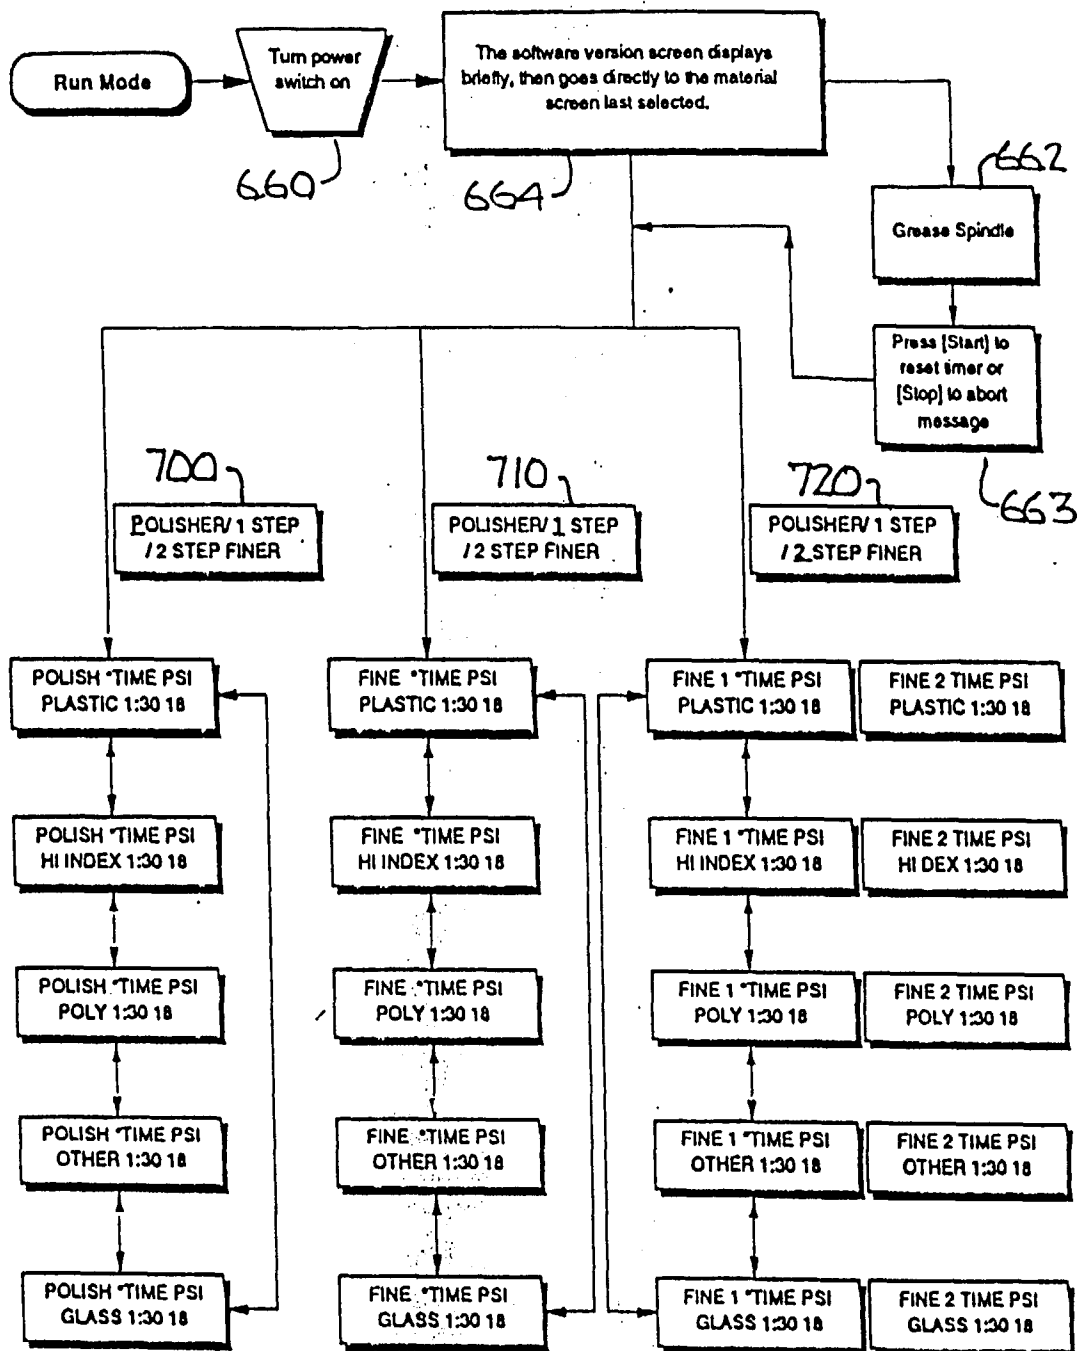 Run Mode
Turn power
switch on
The software version screen displays
briefly, then goes directly to the material
screen last selected.
660
664
662
Grease Spindle
Press [Start] to
reset timer or
[Stop] to abort
message
663
700
710
720
POLISHER/ 1 STEP
/ 2 STEP FINER
POLISHER/ 1 STEP
/ 2 STEP FINER
POLISHER/ 1 STEP
/ 2 STEP FINER
POLISH *TIME PSI
PLASTIC 1:30 18
FINE *TIME PSI
PLASTIC 1:30 18
FINE 1 *TIME PSI
PLASTIC 1:30 18
FINE 2 TIME PSI
PLASTIC 1:30 18
POLISH *TIME PSI
HI INDEX 1:30 18
FINE *TIME PSI
HI INDEX 1:30 18
FINE 1 *TIME PSI
HI INDEX 1:30 18
FINE 2 TIME PSI
HI DEX 1:30 18
POLISH *TIME PSI
POLY 1:30 18
FINE *TIME PSI
POLY 1:30 18
FINE 1 *TIME PSI
POLY 1:30 18
FINE 2 TIME PSI
POLY 1:30 18
POLISH *TIME PSI
OTHER 1:30 18
FINE *TIME PSI
OTHER 1:30 18
FINE 1 *TIME PSI
OTHER 1:30 18
FINE 2 TIME PSI
OTHER 1:30 18
POLISH *TIME PSI
GLASS 1:30 18
FINE *TIME PSI
GLASS 1:30 18
FINE 1 *TIME PSI
GLASS 1:30 18
FINE 2 TIME PSI
GLASS 1:30 18